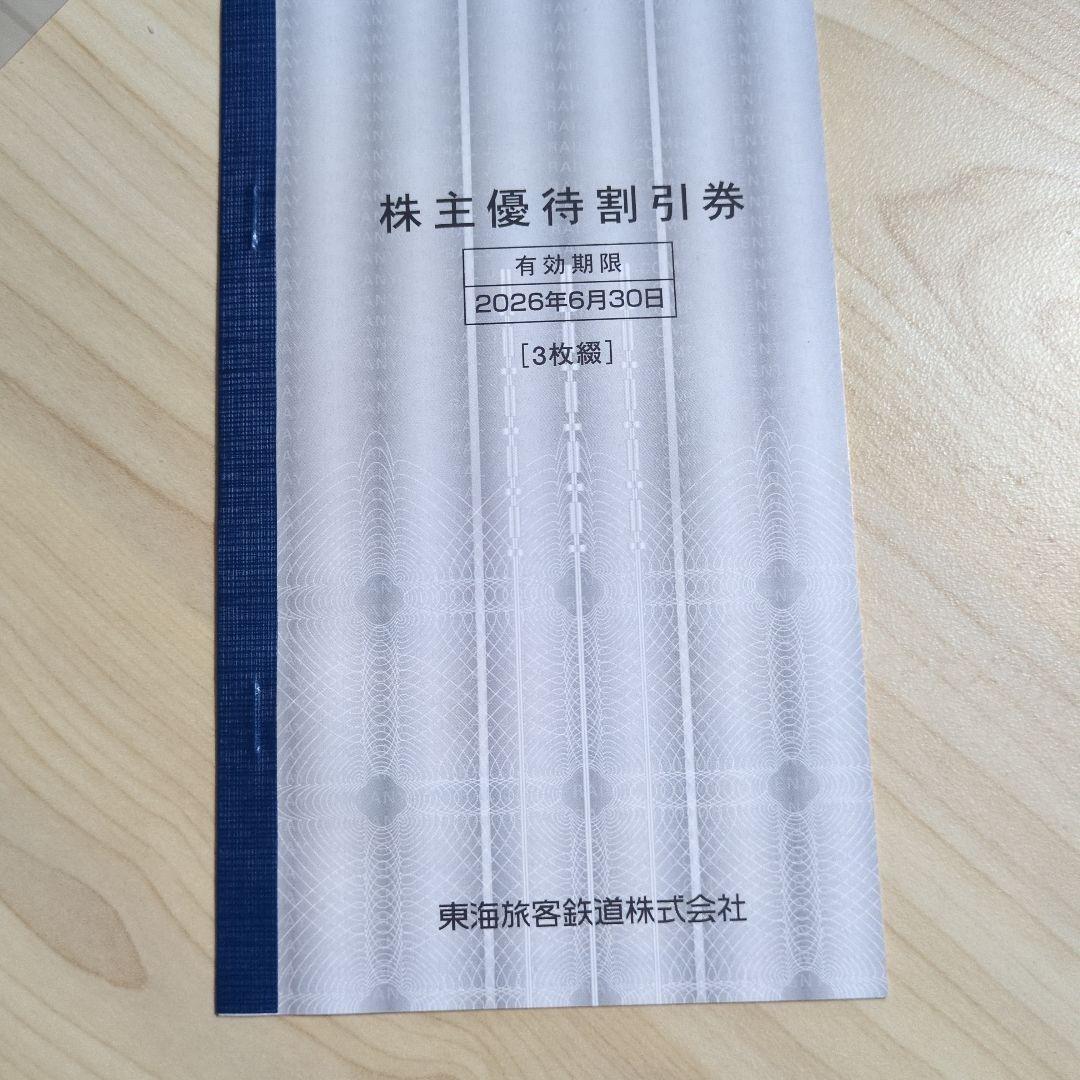 株主優待割引券
有効期限
2026年6月30日
[3枚綴]
東海旅客鉄道株式会社